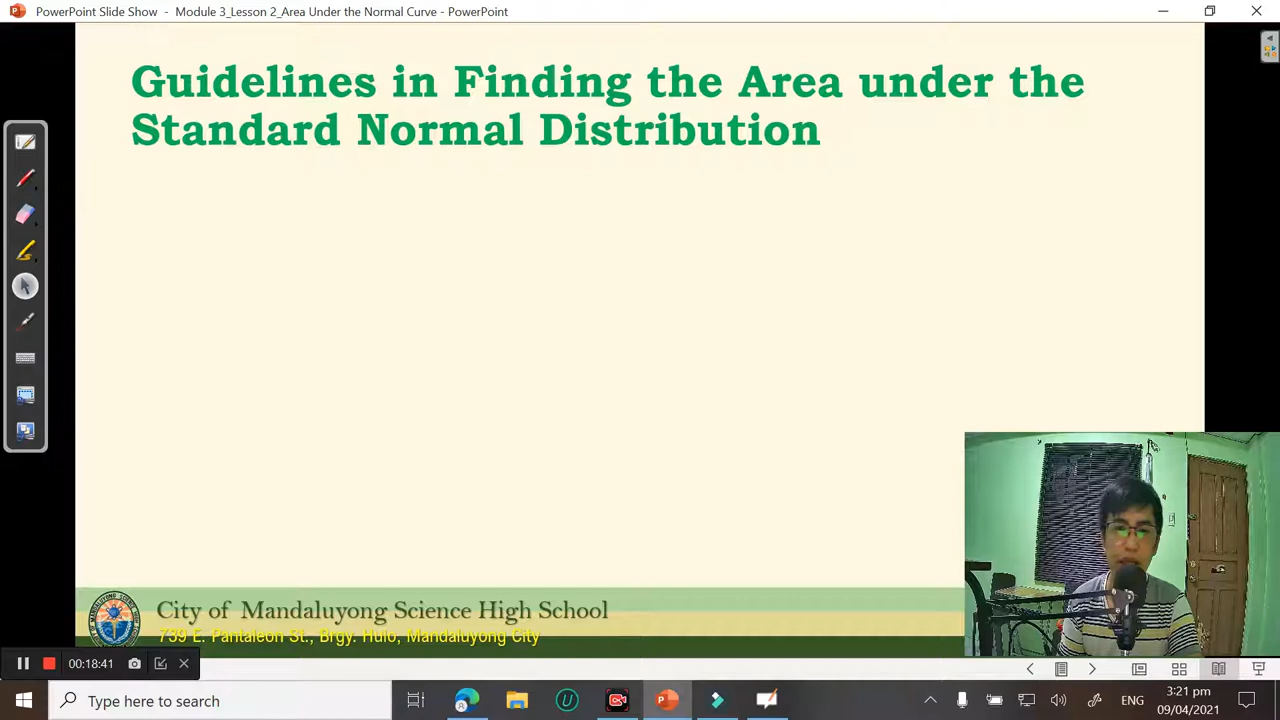 PowerPoint Slide Show - Module 3_Lesson 2_Area Under the Normal Curve - PowerPoint
Guidelines in Finding the Area under the
Standard Normal Distribution
City of Mandaluyong Science High School
739 E. Pantaleon St., Brgy. Hulo, Mandaluyong City
00:18:41
Type here to search
ENG
3:21 pm
09/04/2021